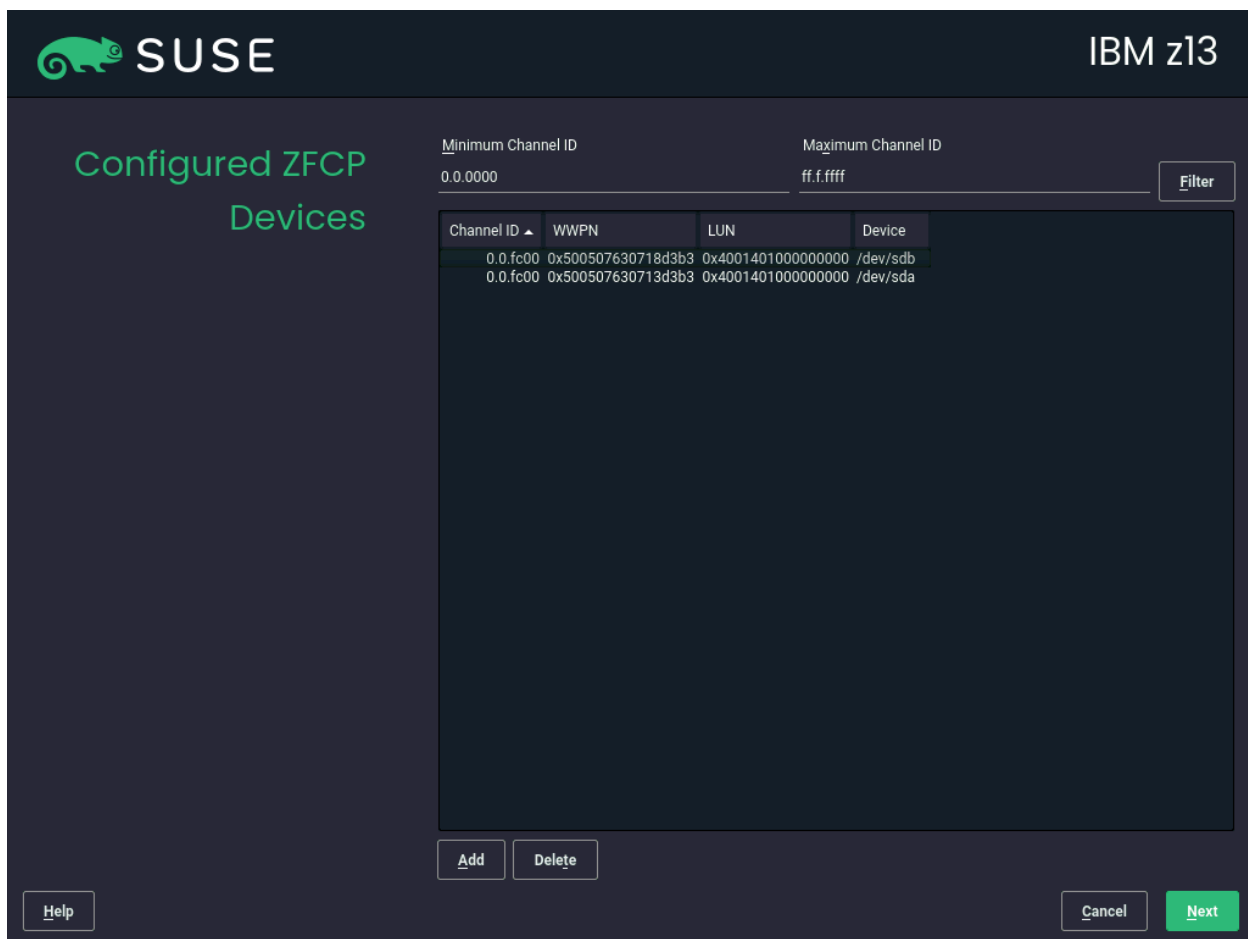 SUSE
IBM z13
Configured ZFCP
Devices
Minimum Channel ID
Maximum Channel ID
0.0.0000
ff.f.ffff
Filter
Channel ID WWPN LUN Device
0.0.fc00 0x500507630718d3b3 0x4001401000000000 /dev/sdb
0.0.fc00 0x500507630713d3b3 0x4001401000000000 /dev/sda
Add Delete
Help
Cancel
Next